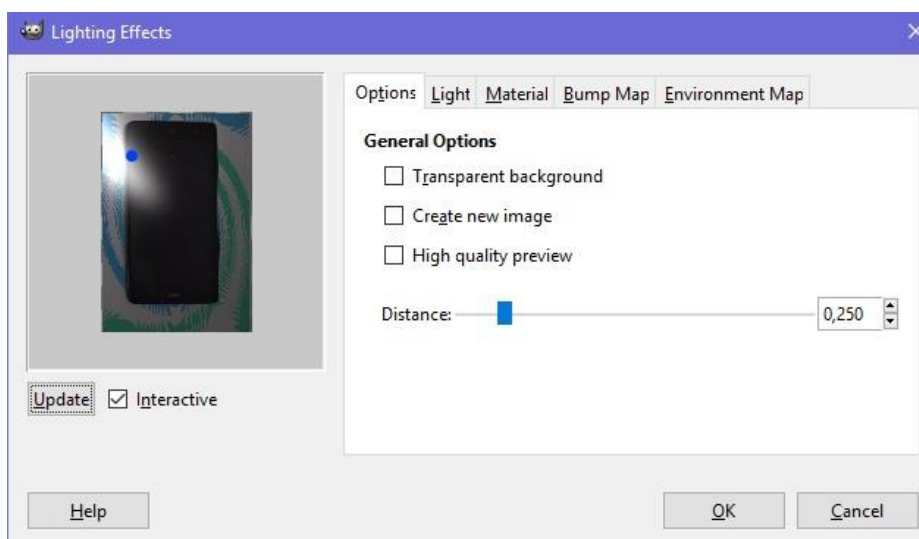 Lighting Effects
Options Light Material Bump Map Environment Map
General Options
Transparent background
Create new image
High quality preview
Distance: 0,250
Update Interactive
Help OK Cancel